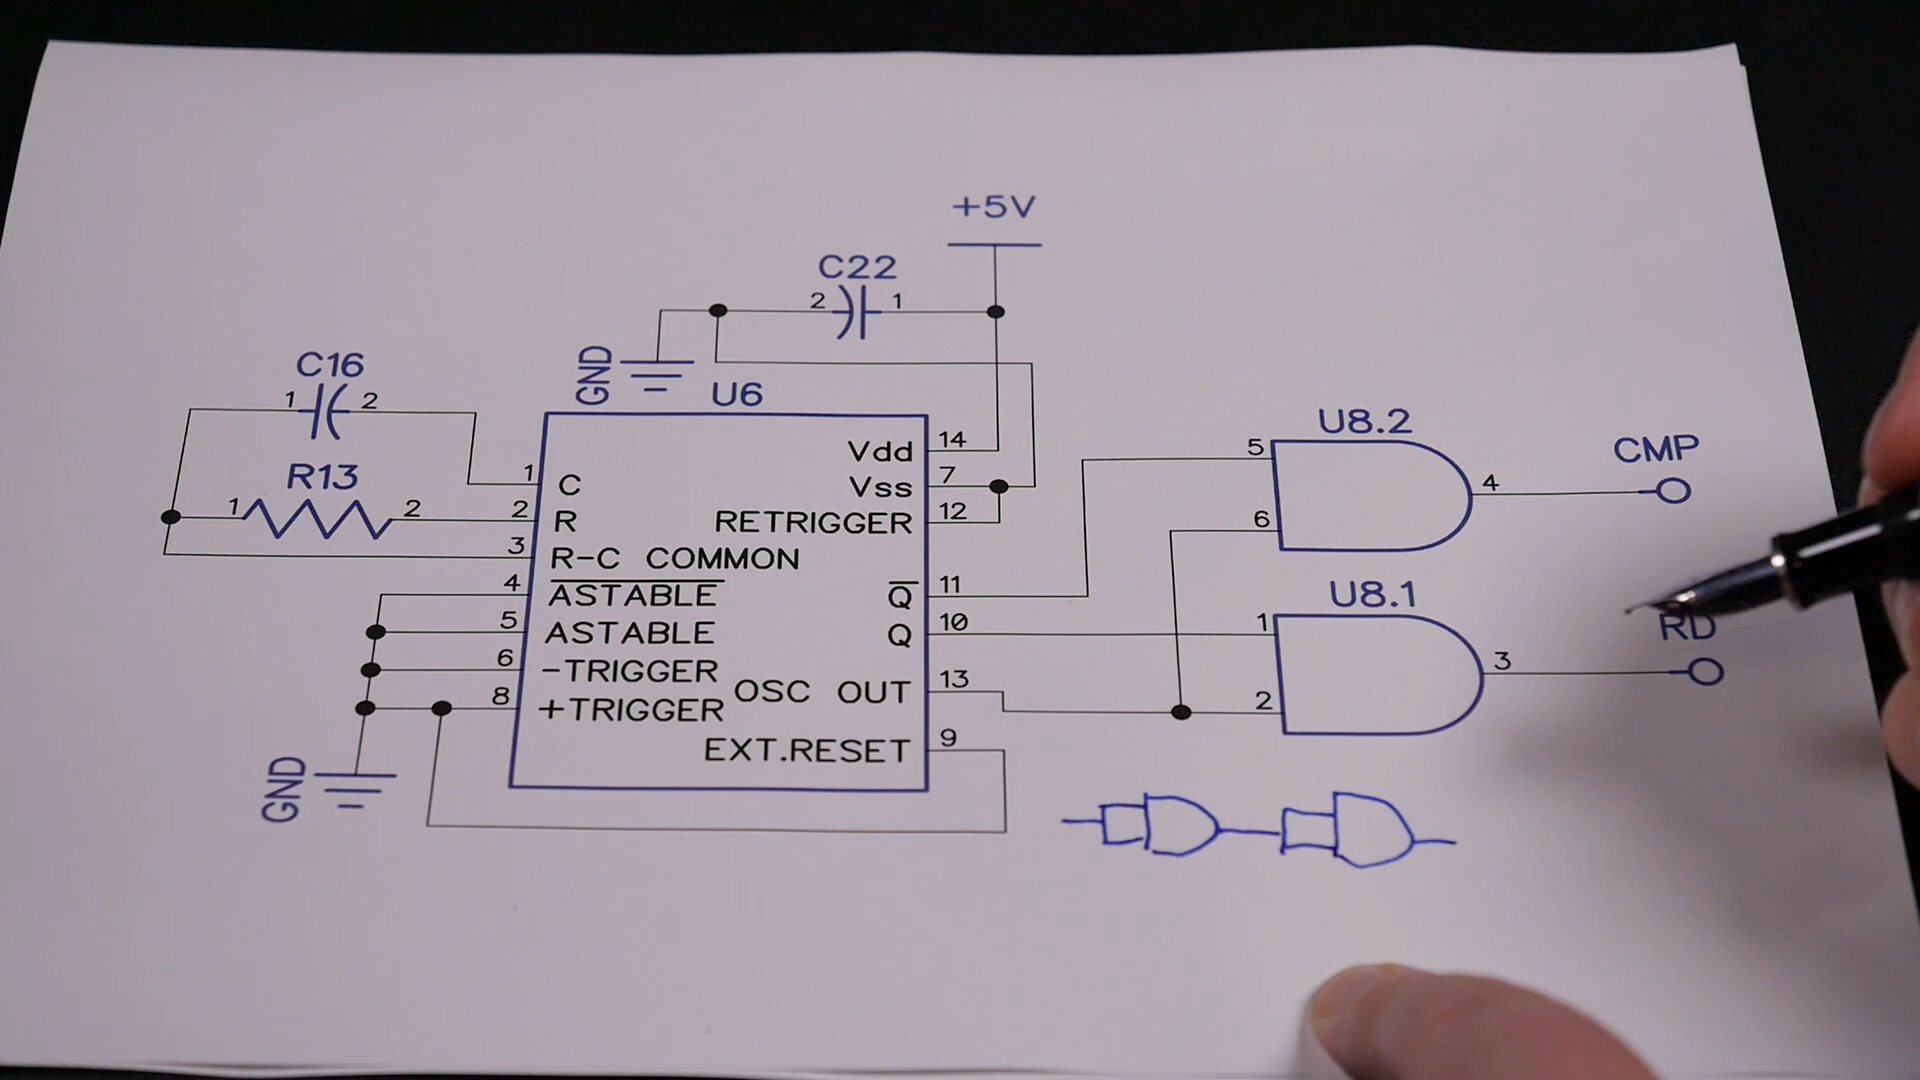 +5V
C22
2 1
GND
C16
1 2
U6
R13
1 2
1 C
2 R
3 R-C COMMON
4 ASTABLE
5 ASTABLE
6 -TRIGGER
8 +TRIGGER
GND
Vdd 14
Vss 7
RETRIGGER 12
Q 11
Q 10
OSC OUT 13
EXT.RESET 9
U8.2
5
6
4
CMP
U8.1
1
2
3
RD